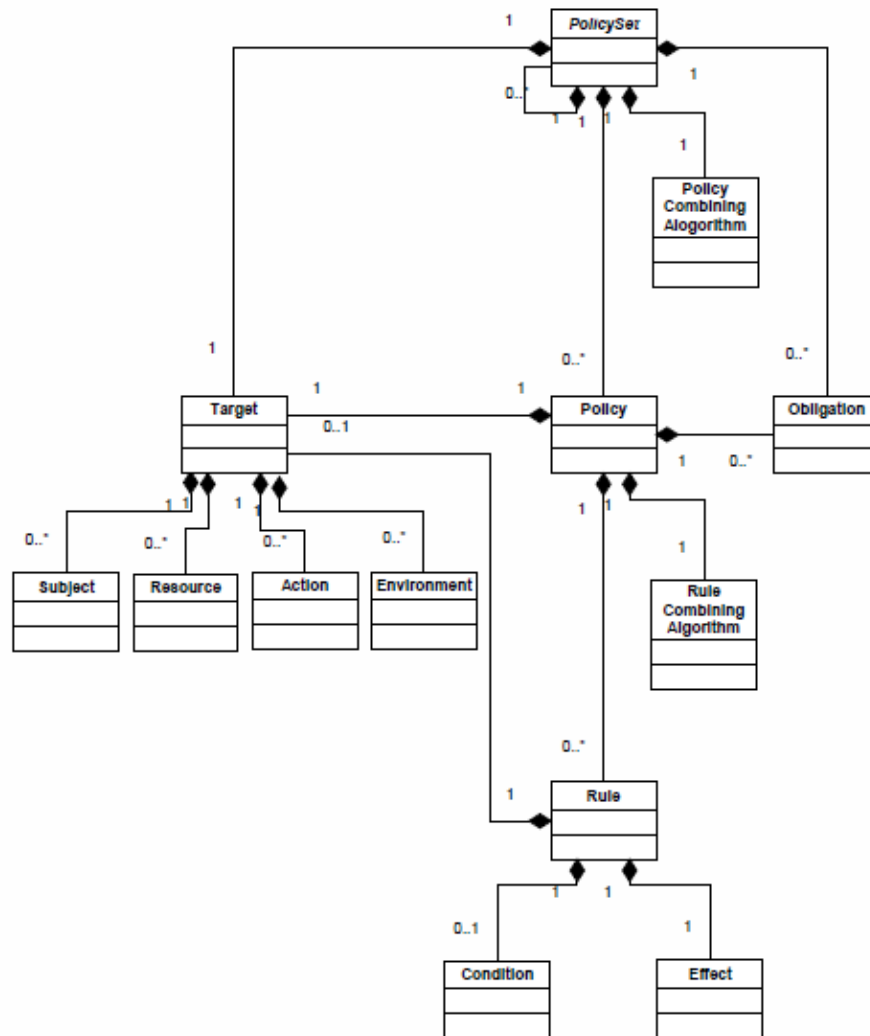 1
PolicySet
1
0..*
1
1
1
1
Policy
Combining
Alogorithm
1
0..*
0..*
1
1
Target
0..1
Policy
Obligation
1
0..*
1
1
1
1
1
1
0..*
0..*
0..*
0..*
1
Subject
Resource
Action
Environment
Rule
Combining
Algorithm
0..*
1
Rule
1
1
0..1
1
Condition
Effect